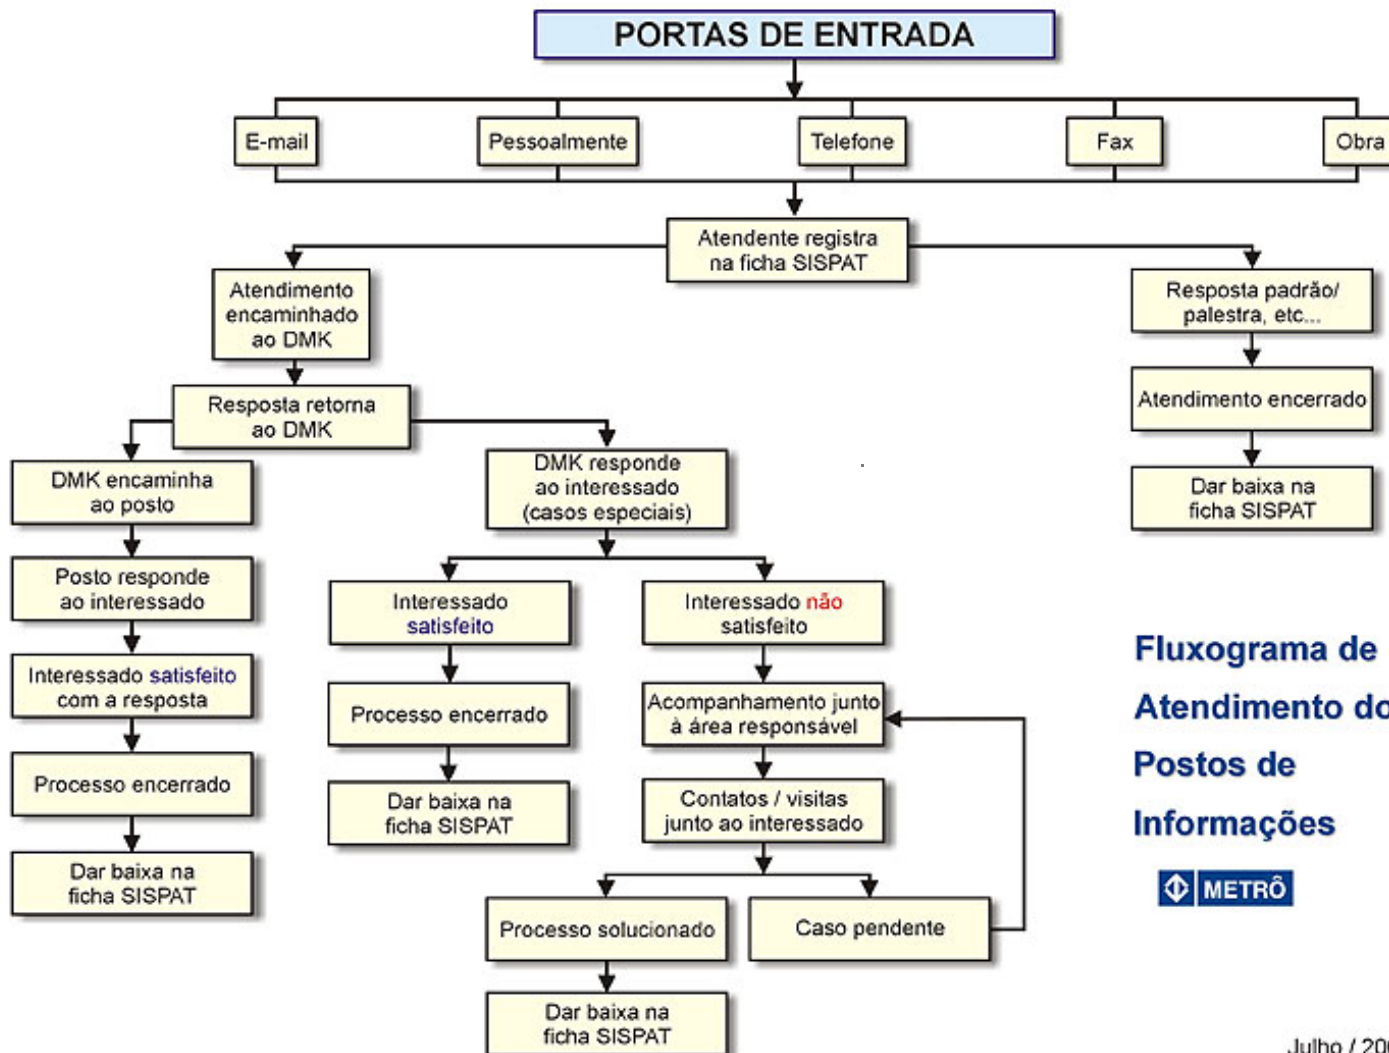 PORTAS DE ENTRADA
E-mail
Pessoalmente
Telefone
Fax
Obra
Atendente registra
na ficha SISPAT
Atendimento
encaminhado
ao DMK
Resposta padrão/
palestra, etc...
Resposta retorna
ao DMK
Atendimento encerrado
DMK encaminha
ao posto
DMK responde
ao interessado
(casos especiais)
Dar baixa na
ficha SISPAT
Posto responde
ao interessado
Interessado
satisfeito
Interessado não
satisfeito
Interessado satisfeito
com a resposta
Processo encerrado
Acompanhamento junto
à área responsável
Processo encerrado
Dar baixa na
ficha SISPAT
Contatos / visitas
junto ao interessado
Dar baixa na
ficha SISPAT
Processo solucionado
Caso pendente
Dar baixa na
ficha SISPAT
Fluxograma de
Atendimento do
Postos de
Informações
METRÔ
Julho / 200